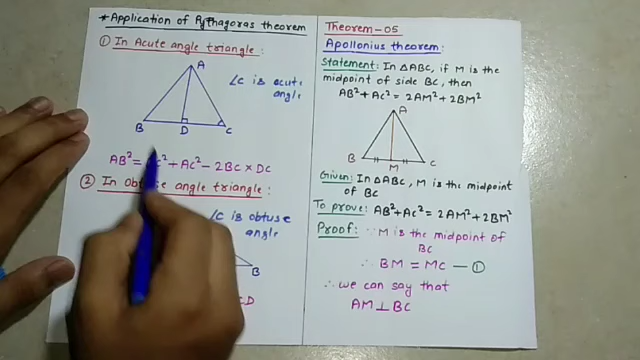 *Application of Pythagoras theorem
① In Acute angle triangle:
A
∠C is acute
angle
B
D
C
AB² = BC² + AC² - 2BC × DC
② In Obtuse angle triangle:
∠C is obtuse
angle
B
CD
Theorem-05
Apollonius theorem:
Statement: In △ABC, if M is the
midpoint of side BC, then
AB² + AC² = 2AM² + 2BM²
A
B
M
C
Given: In △ABC, M is the midpoint
of BC
To prove: AB² + AC² = 2AM² + 2BM²
Proof: ∵ M is the midpoint of
BC
∴ BM = MC — ①
∴ we can say that
AM ⊥ BC